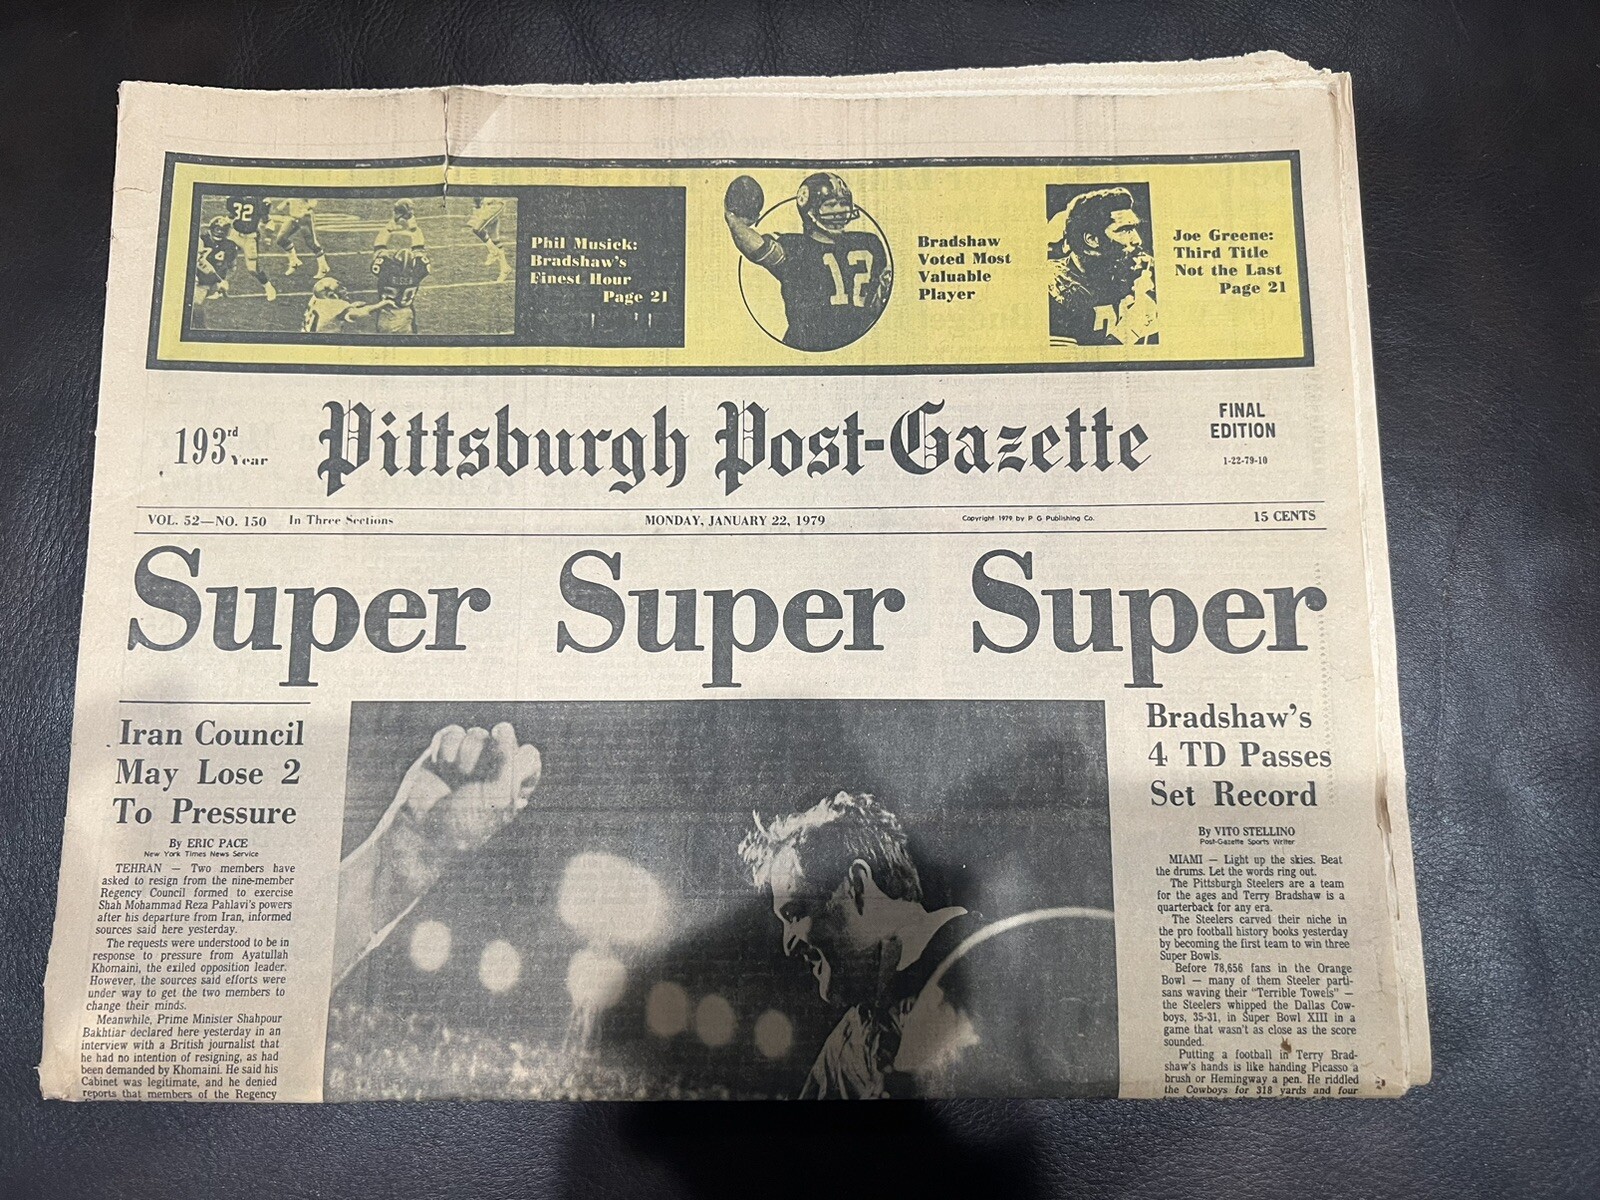 Phil Musick:
Bradshaw's
Finest Hour
Page 21
Bradshaw
Voted Most
Valuable
Player
Joe Greene:
Third Title
Not the Last
Page 21
32
12
193rd Year
Pittsburgh Post-Gazette
FINAL
EDITION
1-22-79-10
VOL. 52—NO. 150 In Three Sections MONDAY, JANUARY 22, 1979 Copyright 1979 by P G Publishing Co. 15 CENTS
Super Super Super
Iran Council
May Lose 2
To Pressure
By ERIC PACE
New York Times News Service
TEHRAN — Two members have
asked to resign from the nine-member
Regency Council formed to exercise
Shah Mohammad Reza Pahlavi's powers
after his departure from Iran, informed
sources said here yesterday.
The requests were understood to be in
response to pressure from Ayatullah
Khomaini, the exiled opposition leader.
However, the sources said efforts were
under way to get the two members to
change their minds.
Meanwhile, Prime Minister Shahpour
Bakhtiar declared here yesterday in an
interview with a British journalist that
he had no intention of resigning, as had
been demanded by Khomaini. He said his
Cabinet was legitimate, and he denied
reports that members of the Regency
Bradshaw's
4 TD Passes
Set Record
By VITO STELLINO
Post-Gazette Sports Writer
MIAMI — Light up the skies. Beat
the drums. Let the words ring out.
The Pittsburgh Steelers are a team
for the ages and Terry Bradshaw is a
quarterback for any era.
The Steelers carved their niche in
the pro football history books yesterday
by becoming the first team to win three
Super Bowls.
Before 78,656 fans in the Orange
Bowl — many of them Steeler parti-
sans waving their "Terrible Towels" —
the Steelers whipped the Dallas Cow-
boys, 35-31, in Super Bowl XIII in a
game that wasn't as close as the score
sounded.
Putting a football in Terry Brad-
shaw's hands is like handing Picasso a
brush or Hemingway a pen. He riddled
the Cowboys for 318 yards and four